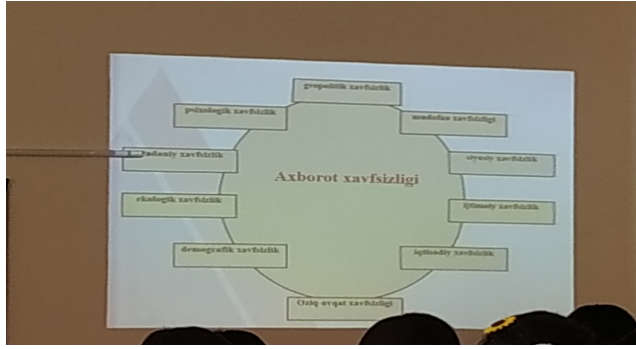 geopolitik xavfsizlik
psixologik xavfsizlik
mudofaa xavfsizligi
xavfsizlik
siyosiy xavfsizlik
Axborot xavfsizligi
ekologik xavfsizlik
ijtimoiy xavfsizlik
demografik xavfsizlik
iqtisodiy xavfsizlik
Oziq-ovqat xavfsizligi